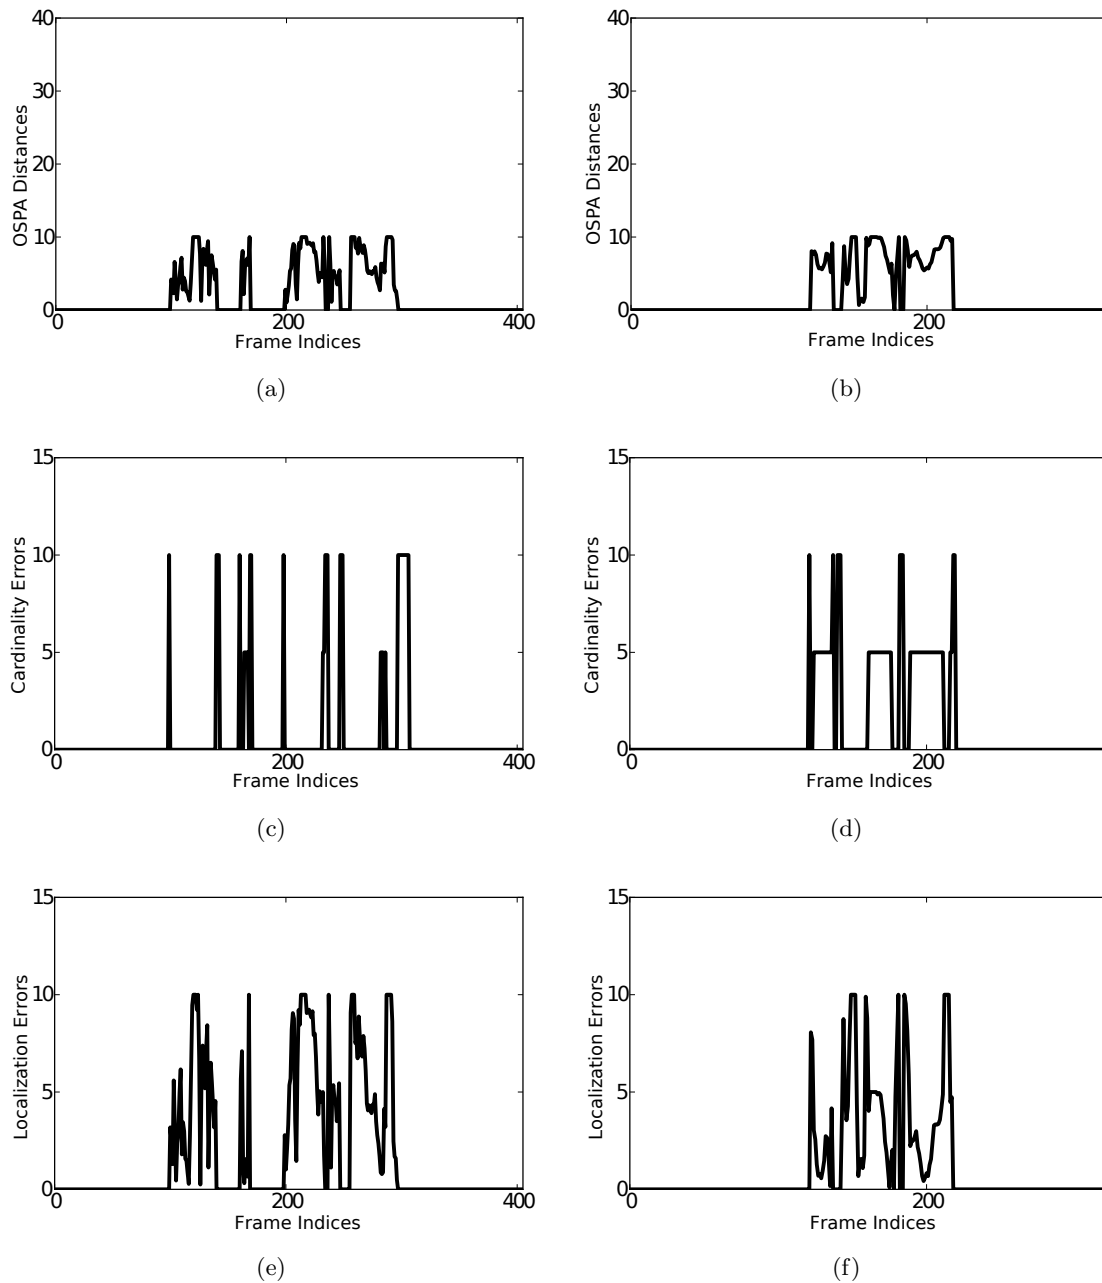 40
30
20
10
0
OSPA Distances
0
200
400
Frame Indices
(a)
40
30
20
10
0
OSPA Distances
0
200
Frame Indices
(b)
15
10
5
0
Cardinality Errors
0
200
400
Frame Indices
(c)
15
10
5
0
Cardinality Errors
0
200
Frame Indices
(d)
15
10
5
0
Localization Errors
0
200
400
Frame Indices
(e)
15
10
5
0
Localization Errors
0
200
Frame Indices
(f)